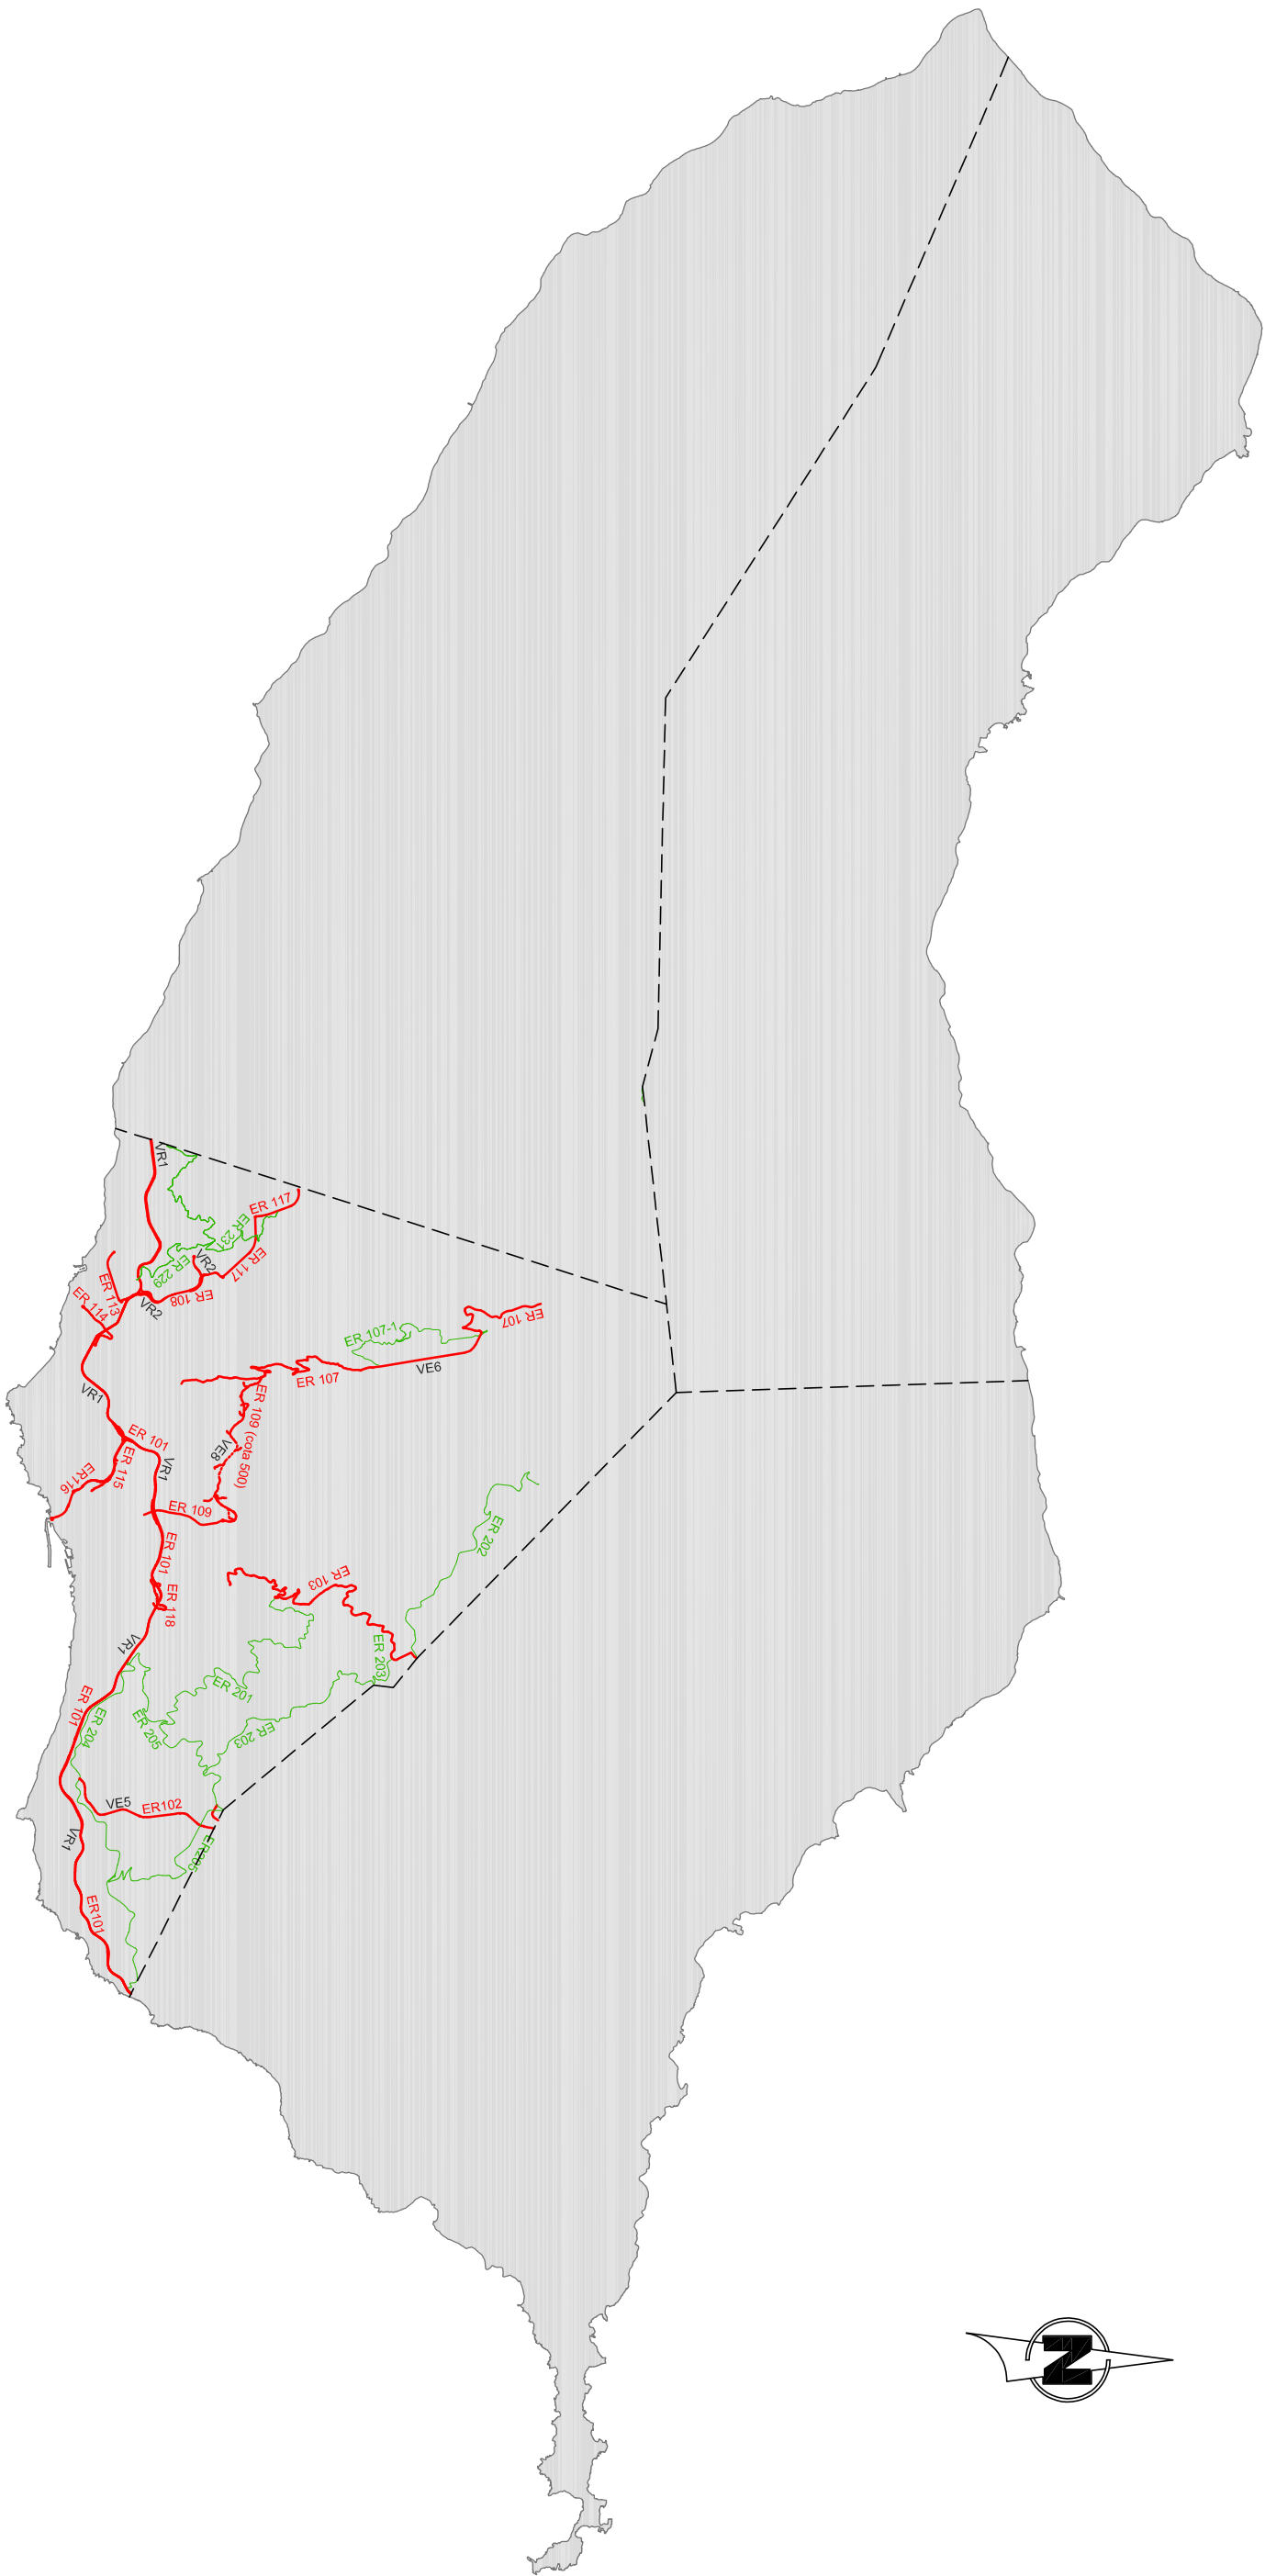 VR1
ER 117
ER 231
ER 117
VR2
ER 229
ER 108
ER 113
VR2
ER 114
ER 107
ER 107-1
VE6
ER 107
VR1
ER 109 (cota 500)
ER 101
VE8
ER 115
VR1
ER116
ER 109
ER 202
ER 101
ER 103
ER 118
VR1
ER 203
ER 201
ER 101
ER 204
ER 205
ER 203
VE5
ER102
VR1
ER205
ER101
N